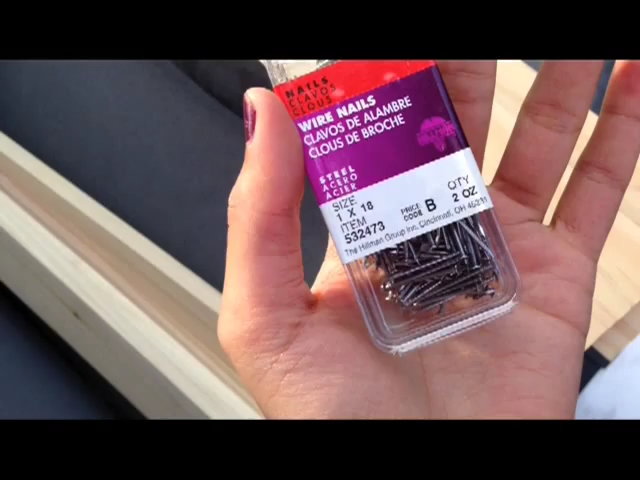 NAILS
CLAVOS
CLOUS
WIRE NAILS
CLAVOS DE ALAMBRE
CLOUS DE BROCHE
STEEL
ACERO
ACIER
SIZE
1 X 18
ITEM
532473
PRICE
CODE B
QTY
2 OZ.
The Hillman Group Inc. Cincinnati, OH 45231